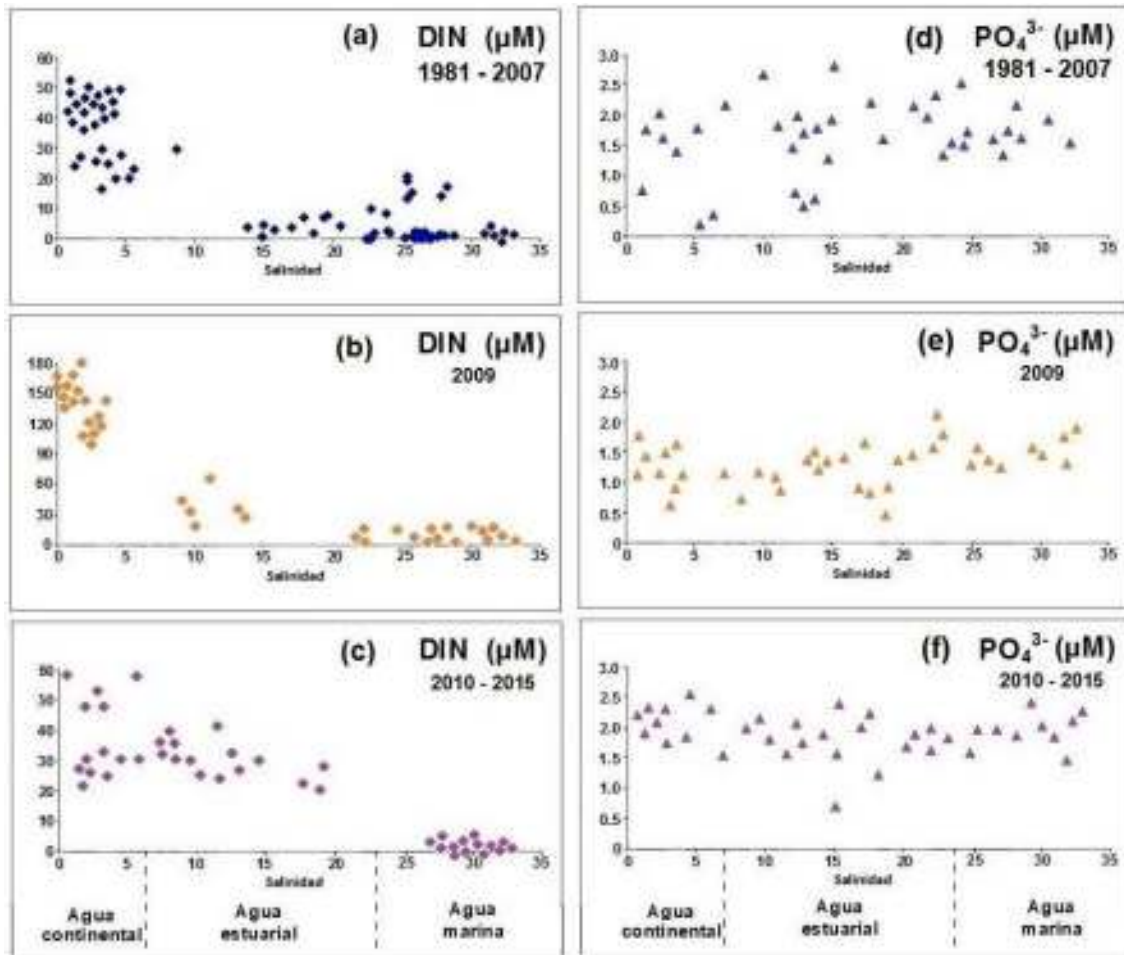 (a) DIN (µM)
1981 - 2007
60
50
40
30
20
10
0
0 5 10 15 20 25 30 35
Salinidad
(d) PO₄³⁻ (µM)
1981 - 2007
3.0
2.5
2.0
1.5
1.0
0.5
0.0
0 5 10 15 20 25 30 35
Salinidad
(b) DIN (µM)
2009
180
150
120
90
60
30
0
0 5 10 15 20 25 30 35
Salinidad
(e) PO₄³⁻ (µM)
2009
3.0
2.5
2.0
1.5
1.0
0.5
0.0
0 5 10 15 20 25 30 35
Salinidad
(c) DIN (µM)
2010 - 2015
60
50
40
30
20
10
0
0 5 10 15 20 25 30 35
Salinidad
Agua continental
Agua estuarial
Agua marina
(f) PO₄³⁻ (µM)
2010 - 2015
3.0
2.5
2.0
1.5
1.0
0.5
0.0
0 5 10 15 20 25 30 35
Salinidad
Agua continental
Agua estuarial
Agua marina